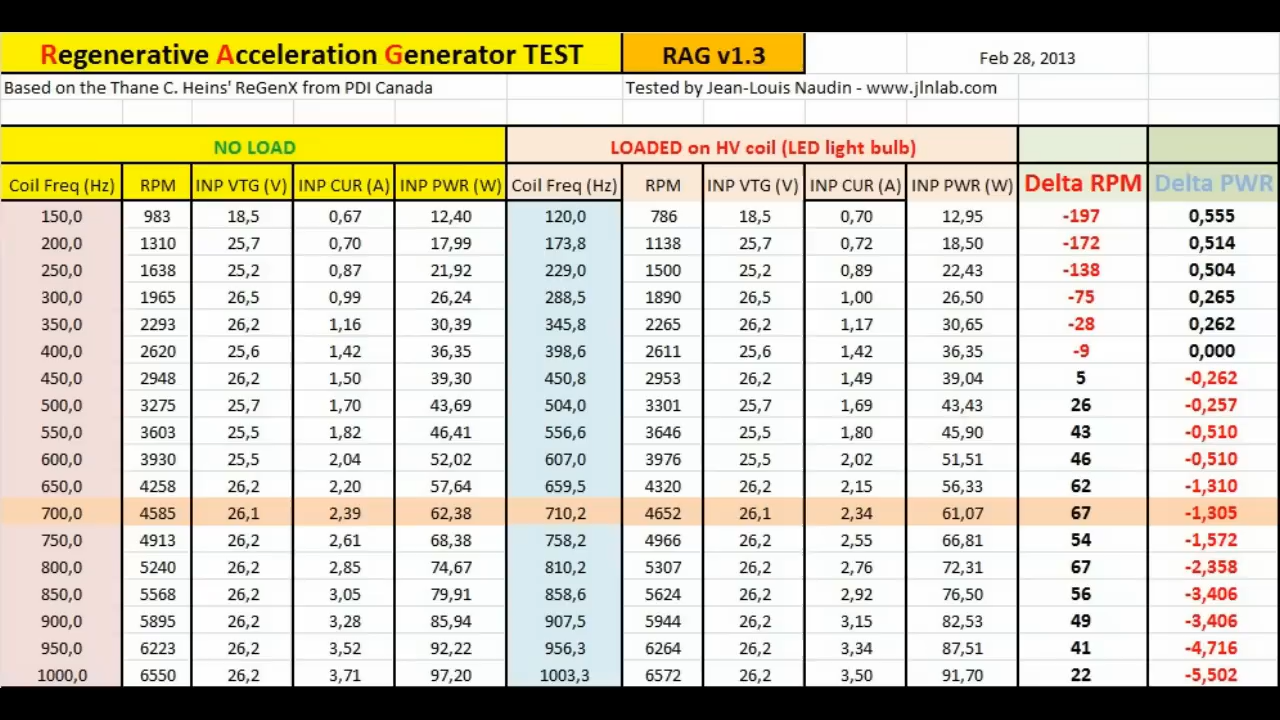 Regenerative Acceleration Generator TEST RAG v1.3 Feb 28, 2013
Based on the Thane C. Heins' ReGenX from PDI Canada Tested by Jean-Louis Naudin - www.jlnlab.com
NO LOAD LOADED on HV coil (LED light bulb)
Coil Freq (Hz) RPM INP VTG (V) INP CUR (A) INP PWR (W) Coil Freq (Hz) RPM INP VTG (V) INP CUR (A) INP PWR (W) Delta RPM Delta PWR
150,0 983 18,5 0,67 12,40 120,0 786 18,5 0,70 12,95 -197 0,555
200,0 1310 25,7 0,70 17,99 173,8 1138 25,7 0,72 18,50 -172 0,514
250,0 1638 25,2 0,87 21,92 229,0 1500 25,2 0,89 22,43 -138 0,504
300,0 1965 26,5 0,99 26,24 288,5 1890 26,5 1,00 26,50 -75 0,265
350,0 2293 26,2 1,16 30,39 345,8 2265 26,2 1,17 30,65 -28 0,262
400,0 2620 25,6 1,42 36,35 398,6 2611 25,6 1,42 36,35 -9 0,000
450,0 2948 26,2 1,50 39,30 450,8 2953 26,2 1,49 39,04 5 -0,262
500,0 3275 25,7 1,70 43,69 504,0 3301 25,7 1,69 43,43 26 -0,257
550,0 3603 25,5 1,82 46,41 556,6 3646 25,5 1,80 45,90 43 -0,510
600,0 3930 25,5 2,04 52,02 607,0 3976 25,5 2,02 51,51 46 -0,510
650,0 4258 26,2 2,20 57,64 659,5 4320 26,2 2,15 56,33 62 -1,310
700,0 4585 26,1 2,39 62,38 710,2 4652 26,1 2,34 61,07 67 -1,305
750,0 4913 26,2 2,61 68,38 758,2 4966 26,2 2,55 66,81 54 -1,572
800,0 5240 26,2 2,85 74,67 810,2 5307 26,2 2,76 72,31 67 -2,358
850,0 5568 26,2 3,05 79,91 858,6 5624 26,2 2,92 76,50 56 -3,406
900,0 5895 26,2 3,28 85,94 907,5 5944 26,2 3,15 82,53 49 -3,406
950,0 6223 26,2 3,52 92,22 956,3 6264 26,2 3,34 87,51 41 -4,716
1000,0 6550 26,2 3,71 97,20 1003,3 6572 26,2 3,50 91,70 22 -5,502